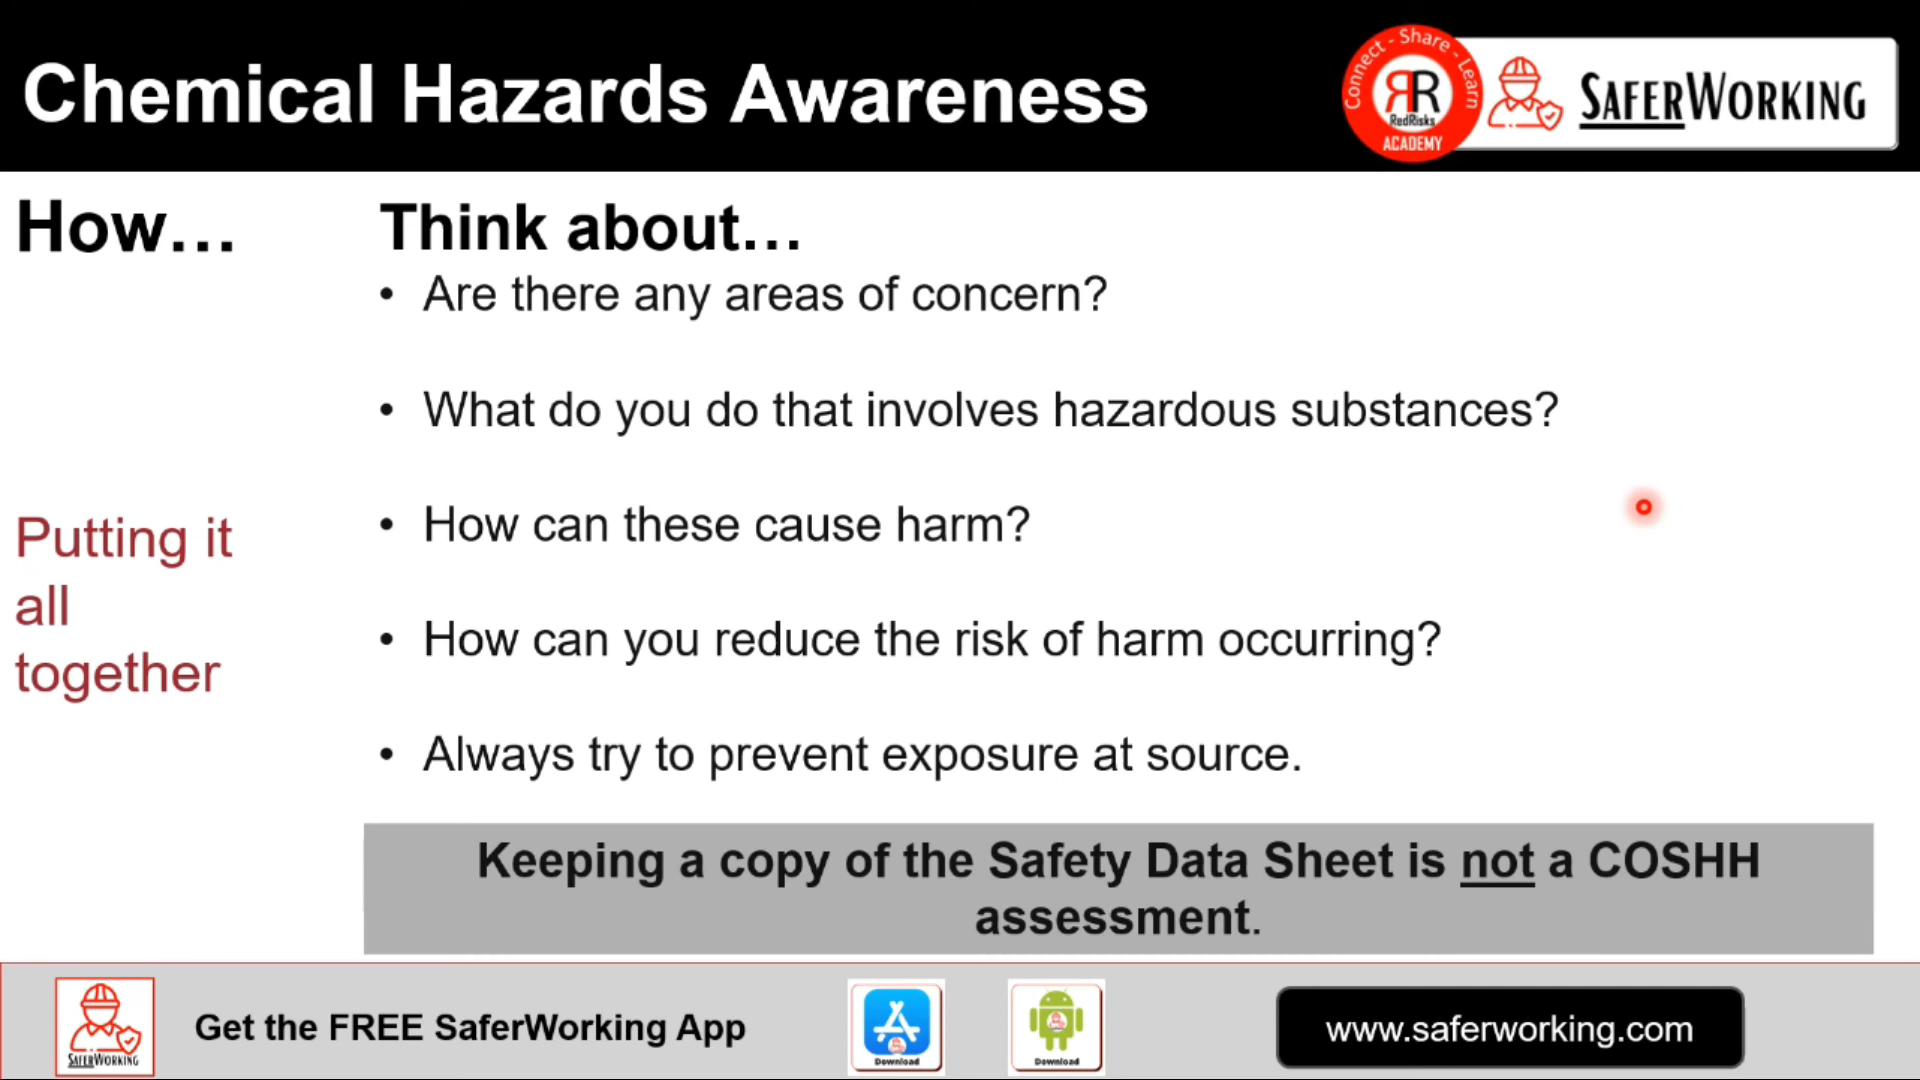 Chemical Hazards Awareness
Connect - Share - Learn
RR
RedRisks
ACADEMY
SAFERWORKING
How...
Think about...
• Are there any areas of concern?
• What do you do that involves hazardous substances?
• How can these cause harm?
Putting it
all
together
• How can you reduce the risk of harm occurring?
• Always try to prevent exposure at source.
Keeping a copy of the Safety Data Sheet is not a COSHH
assessment.
SAFERWORKING
Get the FREE SaferWorking App
Download
Download
www.saferworking.com